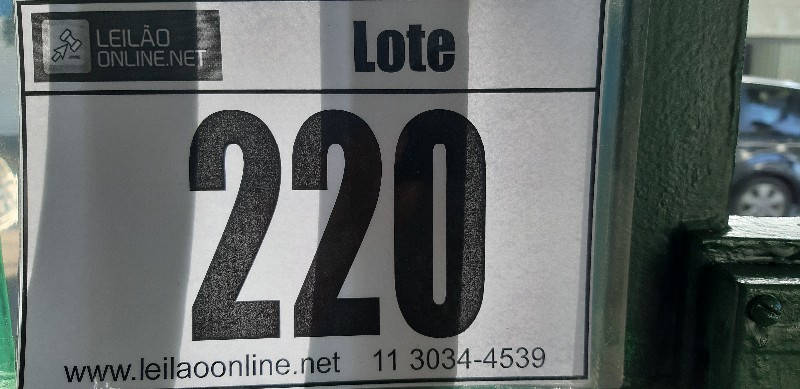 LEILÃO
ONLINE.NET
Lote
220
www.leilaoonline.net 11 3034-4539